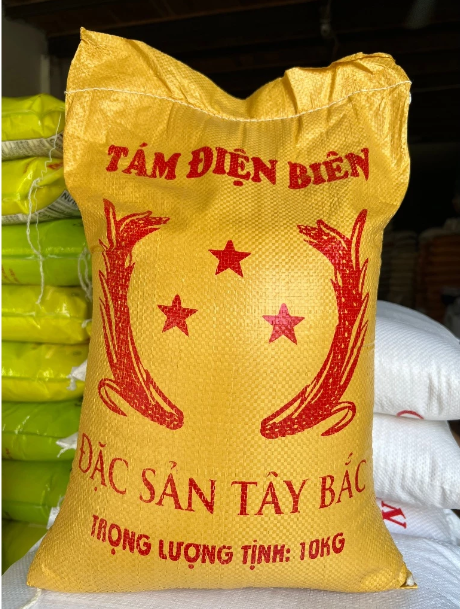 TÁM ĐIỆN BIÊN
ĐẶC SẢN TÂY BẮC
TRỌNG LƯỢNG TỊNH: 10KG